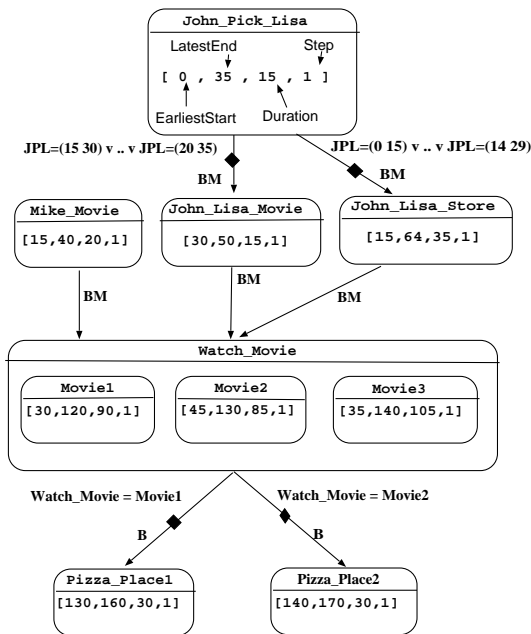 John_Pick_Lisa
LatestEnd Step
[ 0 , 35 , 15 , 1 ]
EarliestStart Duration
JPL=(15 30) v .. v JPL=(20 35)
JPL=(0 15) v .. v JPL=(14 29)
BM
BM
Mike_Movie
[15,40,20,1]
John_Lisa_Movie
[30,50,15,1]
John_Lisa_Store
[15,64,35,1]
BM
BM
BM
Watch_Movie
Movie1
[30,120,90,1]
Movie2
[45,130,85,1]
Movie3
[35,140,105,1]
Watch_Movie = Movie1
Watch_Movie = Movie2
B
B
Pizza_Place1
[130,160,30,1]
Pizza_Place2
[140,170,30,1]